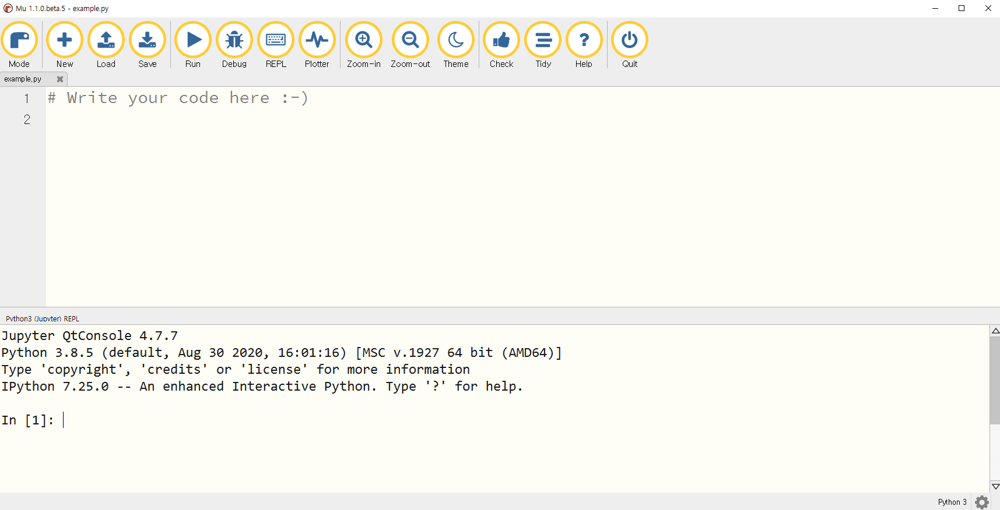 Mu 1.1.0.beta.5 - example.py
Mode New Load Save Run Debug REPL Plotter Zoom-in Zoom-out Theme Check Tidy Help Quit
example.py
1 # Write your code here :-)
2
Python3 (Jupyter) REPL
Jupyter QtConsole 4.7.7
Python 3.8.5 (default, Aug 30 2020, 16:01:16) [MSC v.1927 64 bit (AMD64)]
Type 'copyright', 'credits' or 'license' for more information
IPython 7.25.0 -- An enhanced Interactive Python. Type '?' for help.
In [1]:
Python 3